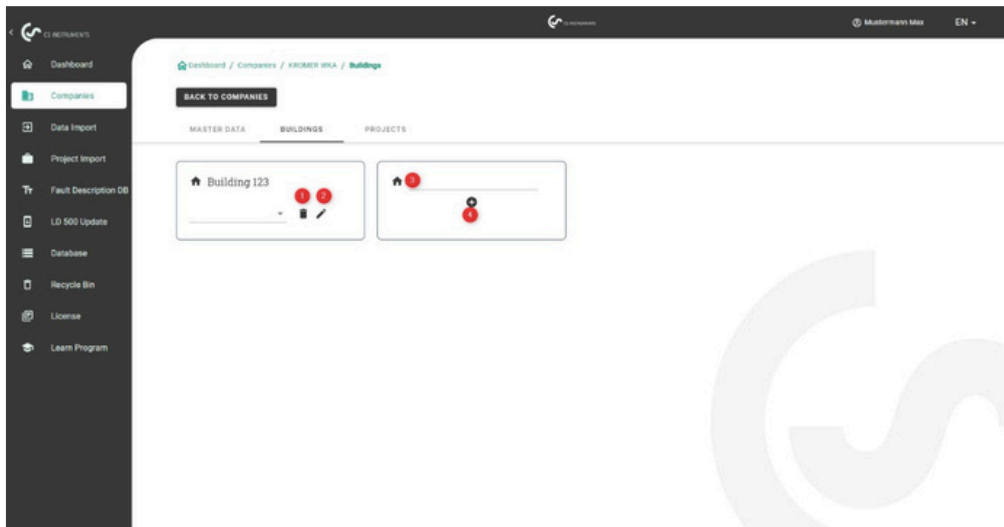 CS INSTRUMENTS
CS INSTRUMENTS
Mustermann Max
EN
Dashboard
Companies
Data Import
Project Import
Fault Description DB
LD 500 Update
Database
Recycle Bin
License
Learn Program
Dashboard / Companies / KROMER WKA / Buildings
BACK TO COMPANIES
MASTER DATA BUILDINGS PROJECTS
Building 123
1 2
3
4